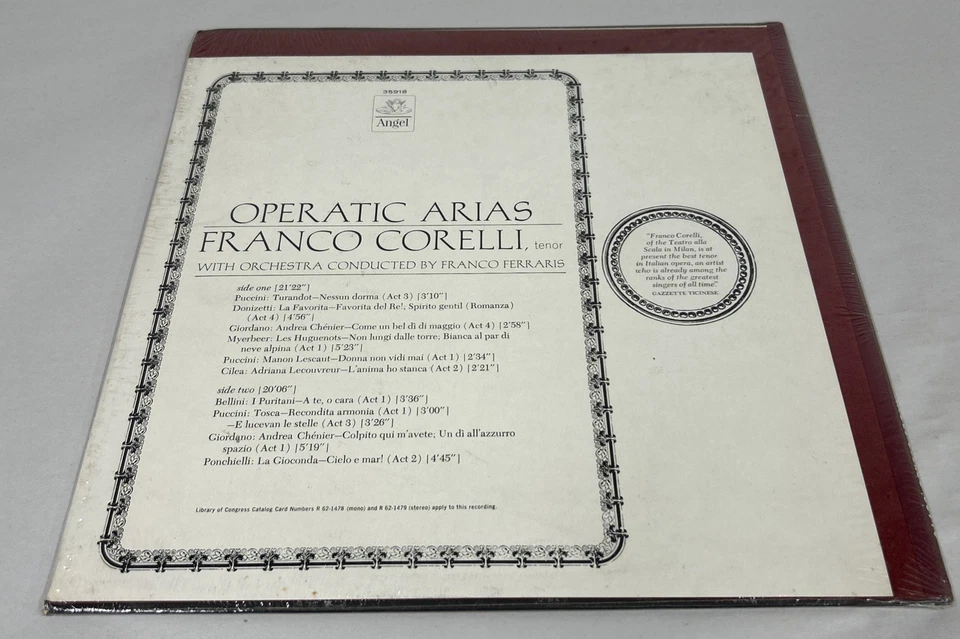 35918
Angel
OPERATIC ARIAS
FRANCO CORELLI, tenor
WITH ORCHESTRA CONDUCTED BY FRANCO FERRARIS
side one [21'22"]
Puccini: Turandot—Nessun dorma (Act 3) [3'10"]
Donizetti: La Favorita—Favorita del Re!; Spirito gentil (Romanza)
(Act 4) [4'56"]
Giordano: Andrea Chénier—Come un bel dì di maggio (Act 4) [2'58"]
Myerbeer: Les Huguenots—Non lungi dalle torre; Bianca al par di
neve alpina (Act 1) [5'23"]
Puccini: Manon Lescaut—Donna non vidi mai (Act 1) [2'34"]
Cilea: Adriana Lecouvreur—L'anima ho stanca (Act 2) [2'21"]
side two [20'06"]
Bellini: I Puritani—A te, o cara (Act 1) [3'36"]
Puccini: Tosca—Recondita armonia (Act 1) [3'00"]
—E lucevan le stelle (Act 3) [3'26"]
Giordano: Andrea Chénier—Colpito qui m'avete; Un dì all'azzurro
spazio (Act 1) [5'19"]
Ponchielli: La Gioconda—Cielo e mar! (Act 2) [4'45"]
Library of Congress Catalog Card Numbers R 62-1478 (mono) and R 62-1479 (stereo) apply to this recording.
"Franco Corelli,
of the Teatro alla
Scala in Milan, is at
present the best tenor
in Italian opera, an artist
who is already among the
ranks of the greatest
singers of all time."
GAZZETTE TICINESE